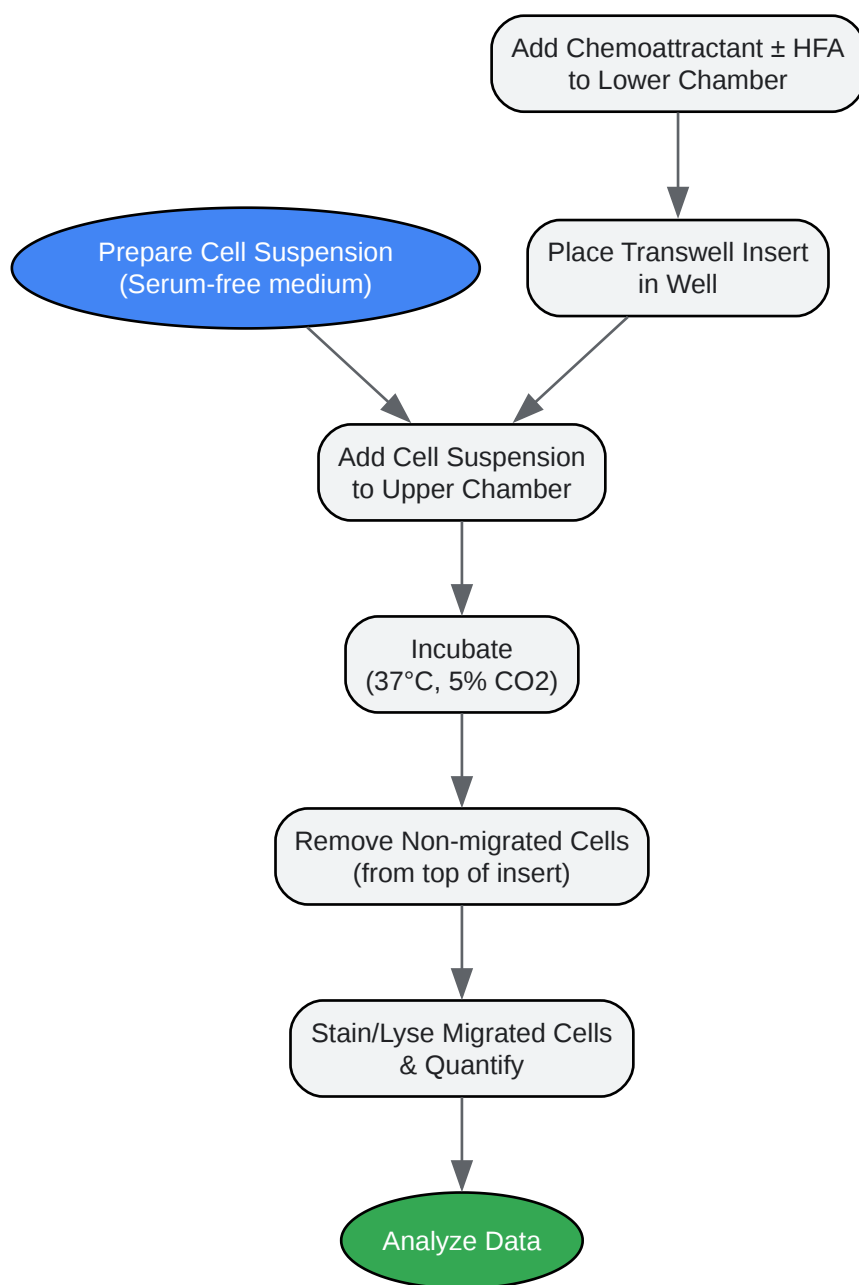 Add Chemoattractant ± HFA
to Lower Chamber
Prepare Cell Suspension
(Serum-free medium)
Place Transwell Insert
in Well
Add Cell Suspension
to Upper Chamber
Incubate
(37°C, 5% CO2)
Remove Non-migrated Cells
(from top of insert)
Stain/Lyse Migrated Cells
& Quantify
Analyze Data